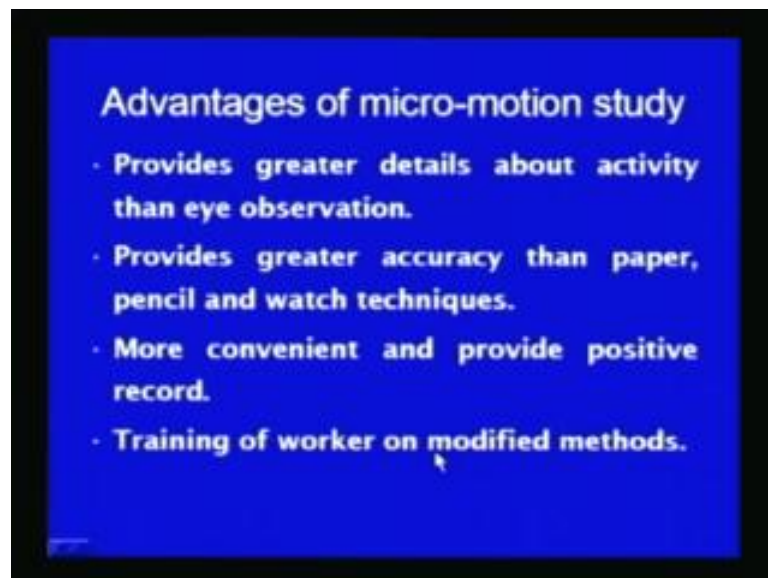 Advantages of micro-motion study
· Provides greater details about activity
than eye observation.
· Provides greater accuracy than paper,
pencil and watch techniques.
· More convenient and provide positive
record.
· Training of worker on modified methods.